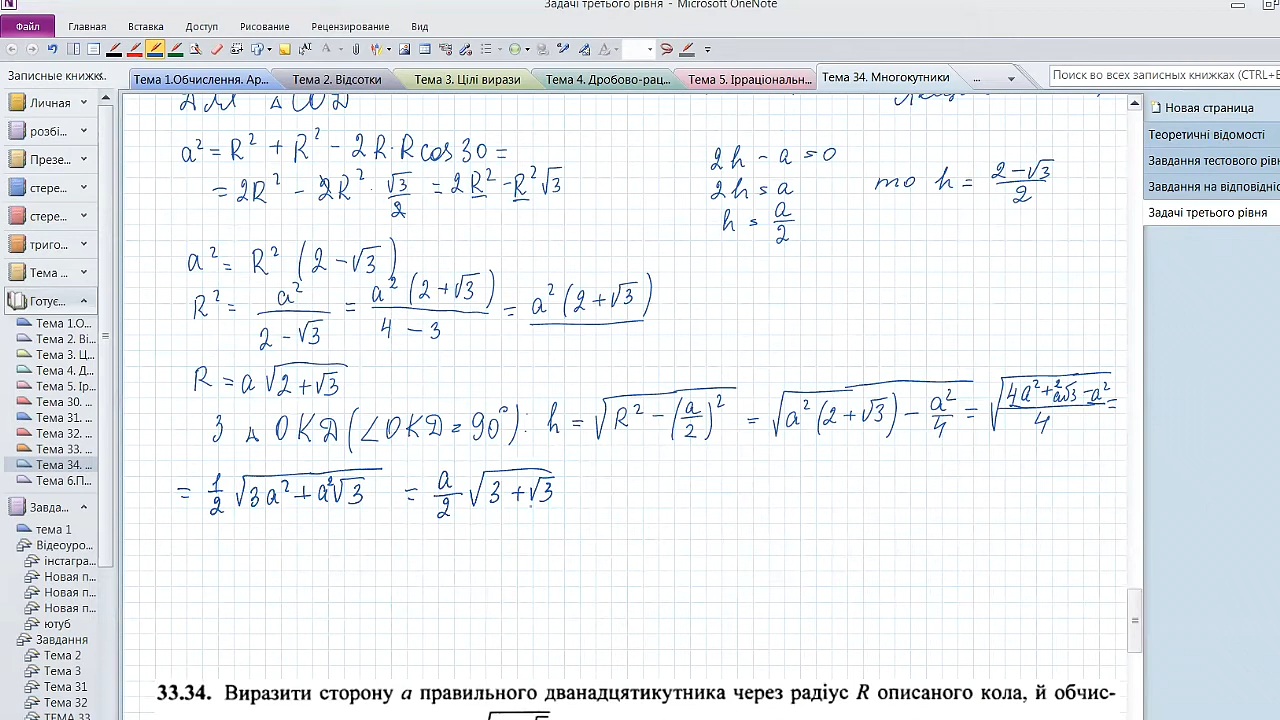 Задачі третього рівня - Microsoft OneNote
Файл Главная Вставка Доступ Рисование Рецензирование Вид
Записные книжк.
Тема 1.Обчислення. Ар... Тема 2. Відсотки Тема 3. Цілі вирази Тема 4. Дробово-рац... Тема 5. Ірраціональн... Тема 34. Многокутники ...
Поиск во всех записных книжках (CTRL+E
Личная
розбі...
Презе...
стере...
стере...
триго...
Тема ...
Готує...
Тема 1.О...
Тема 2. Ві...
Тема 3. Ц...
Тема 4. Д...
Тема 5. Ір...
Тема 30. ...
Тема 31. ...
Тема 32. ...
Тема 33. ...
Тема 34. ...
Тема 6.П...
Завда...
тема 1
Відеоуро...
інстагра...
Новая п...
Новая п...
Новая п...
ютуб
Завдання
Тема 2
Тема 3
Тема 31
Тема 32
ТЕМА 33
a² = R² + R² - 2R·R cos 30 =
= 2R² - 2R² · √3/2 = 2R² - R²√3
a² = R² (2 - √3)
R² = a²/(2 - √3) = a²(2 + √3)/(4 - 3) = a²(2 + √3)
R = a √(2 + √3)
З △ OKD (∠OKD = 90°): h = √(R² - (a/2)²) = √(a²(2 + √3) - a²/4) = √((4a² + a²√3 - a²)/4) =
= 1/2 √(3a² + a²√3) = a/2 √(3 + √3)
2h - a = 0
2h = a
h = a/2
то h = (2 - √3)/2
33.34. Виразити сторону a правильного дванадцятикутника через радіус R описаного кола, й обчис-
Новая страница
Теоретичні відомості
Завдання тестового рівн
Завдання на відповідніс
Задачі третього рівня